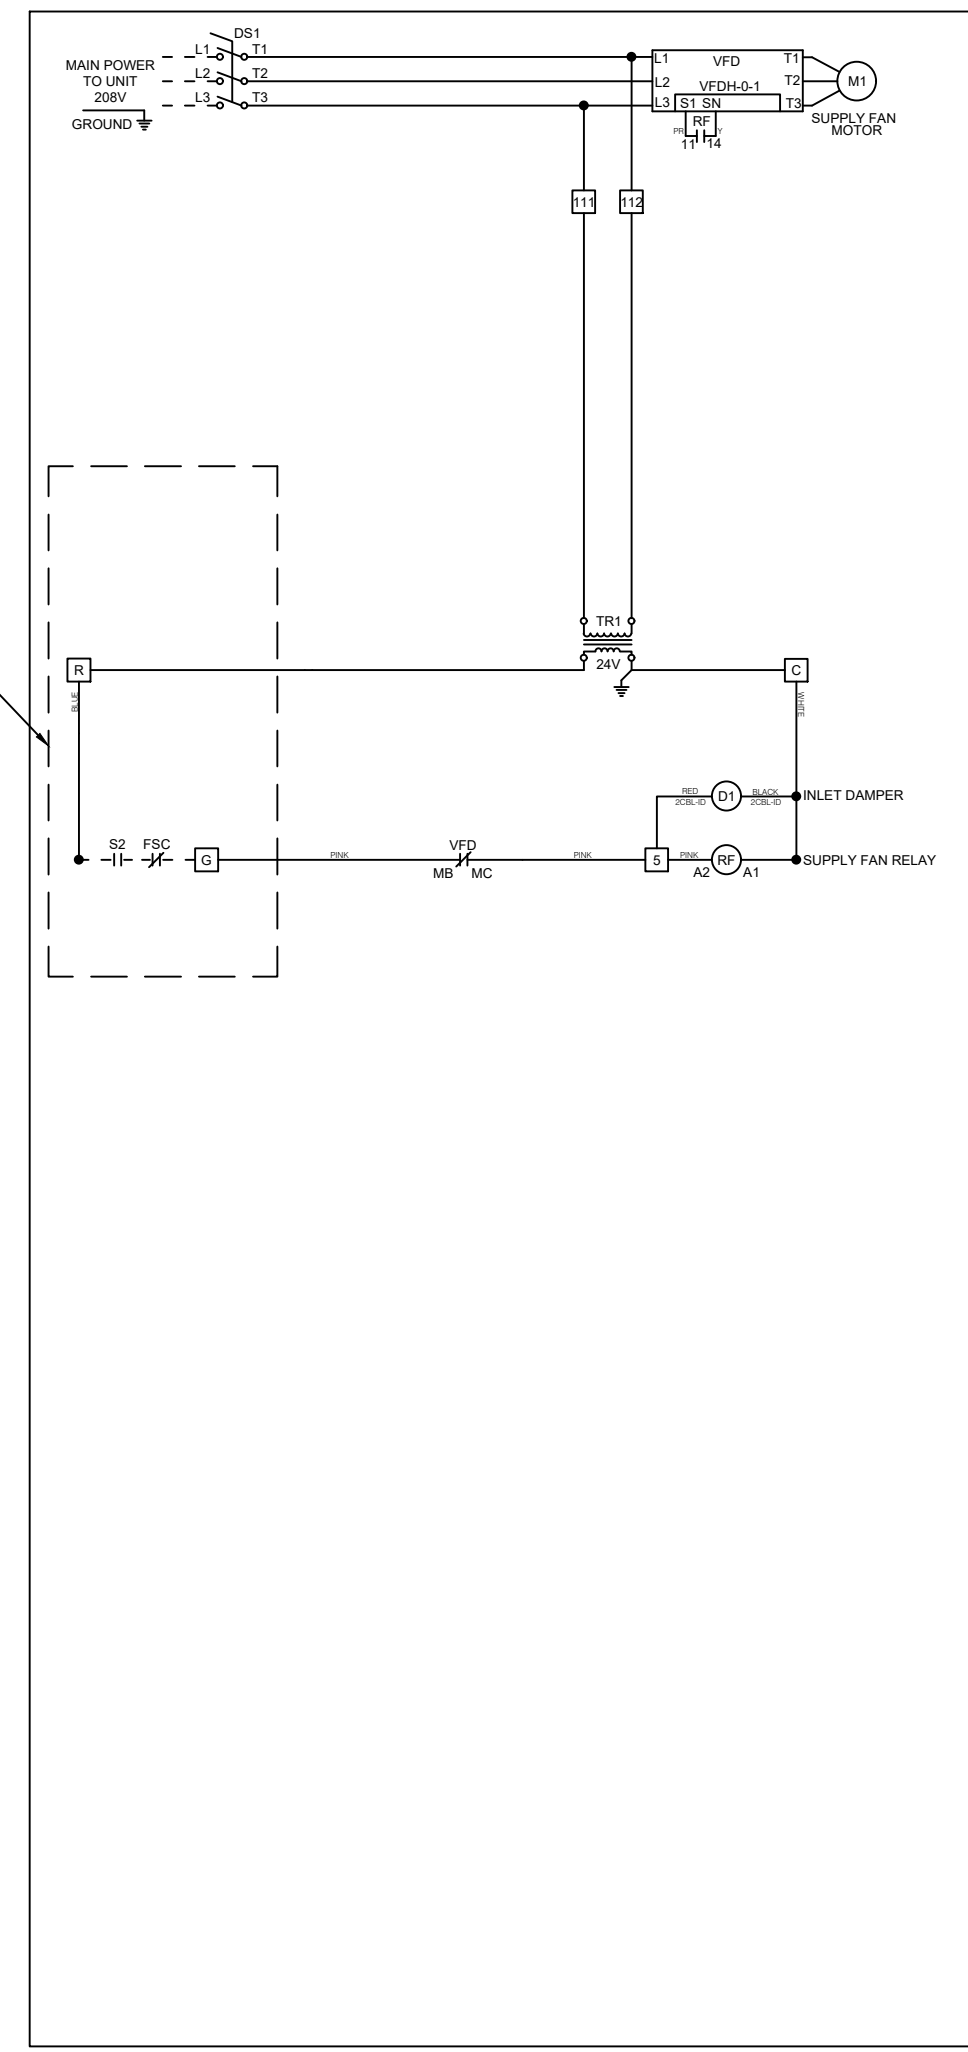 DS1
MAIN POWER
TO UNIT
208V
GROUND
L1 T1
L2 T2
L3 T3
L1 VFD T1
L2 VFDH-0-1 T2
L3 S1 SN T3
RF
PR Y
11 14
M1
SUPPLY FAN
MOTOR
111 112
TR1
24V
R
BLUE
C
WHITE
RED
2CBL-ID
D1
BLACK
2CBL-ID
INLET DAMPER
S2 FSC
G
PINK
VFD
MB MC
PINK
5
PINK
A2 RF A1
SUPPLY FAN RELAY